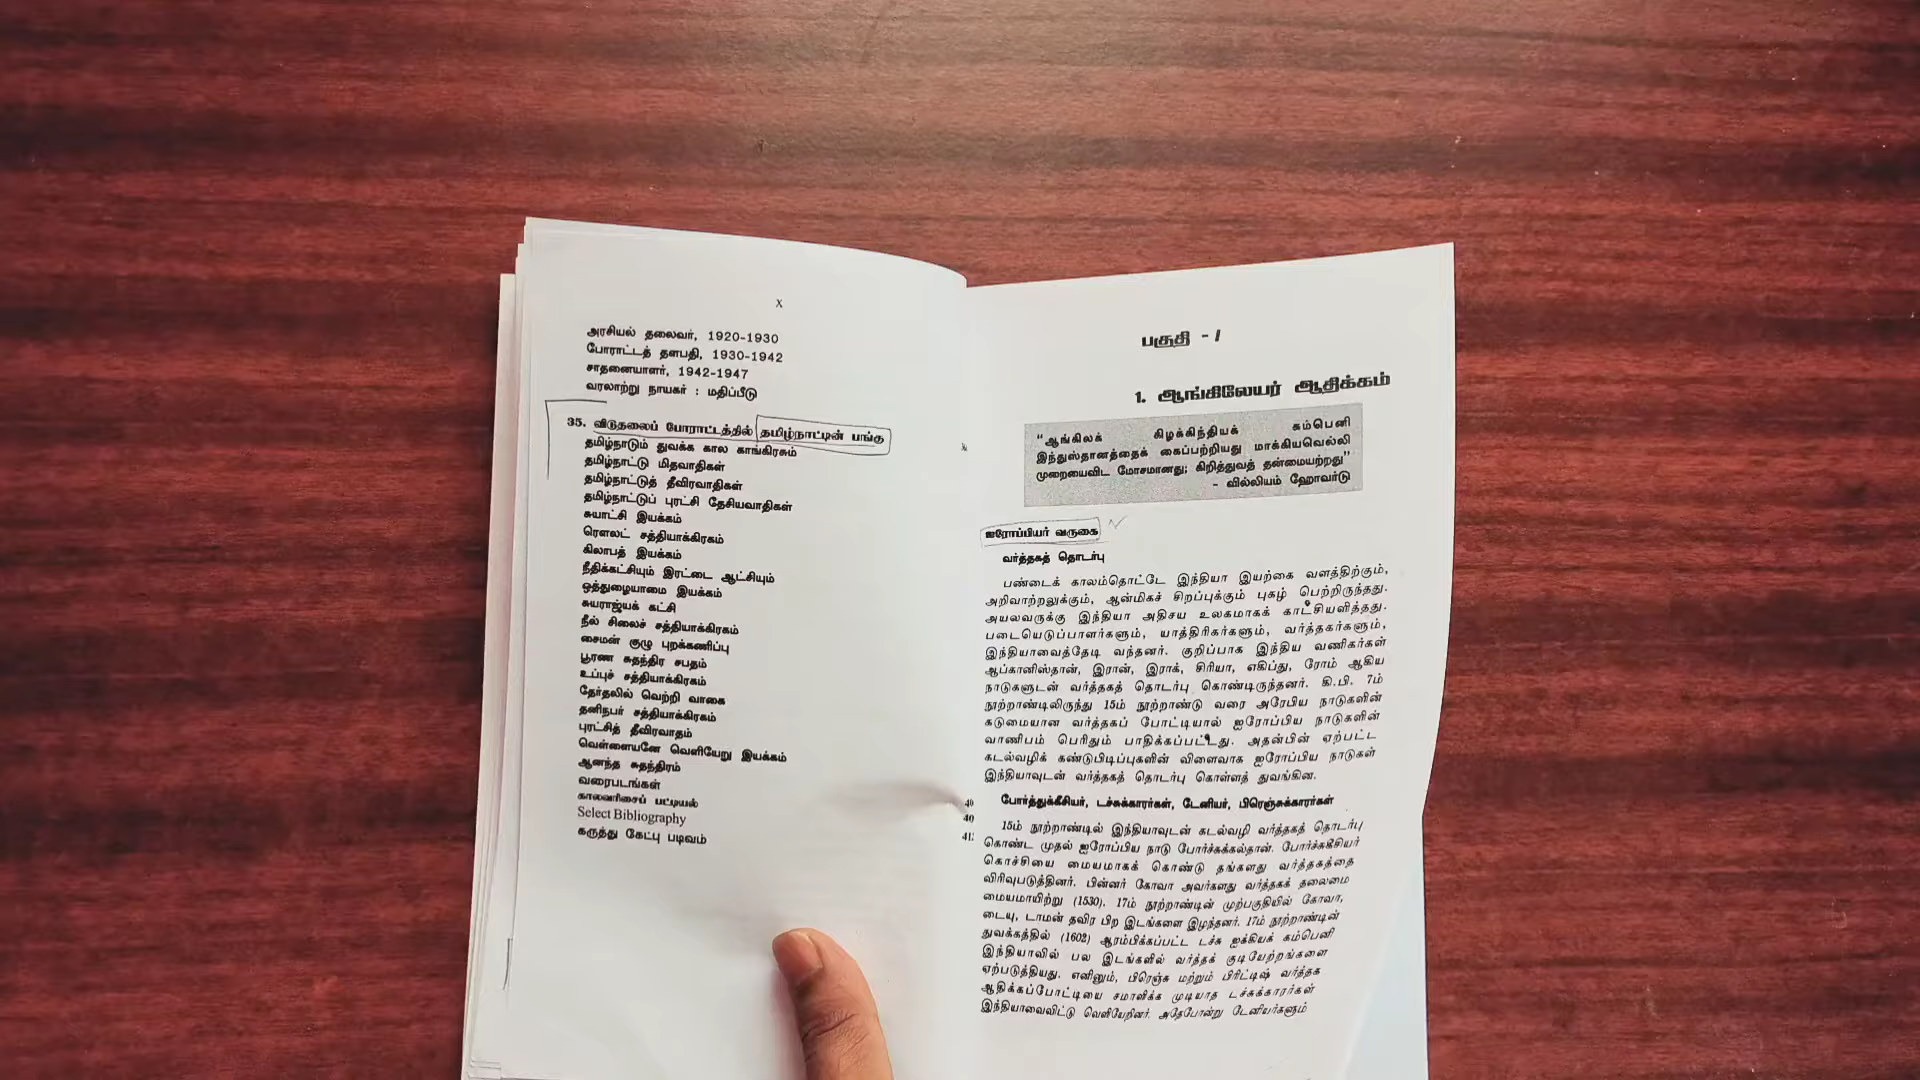 X
அரசியல் தலைவர், 1920-1930
போராட்டத் தளபதி, 1930-1942
சாதனையாளர், 1942-1947
வரலாற்று நாயகர் : மதிப்பீடு
35. விடுதலைப் போராட்டத்தில் தமிழ்நாட்டின் பங்கு
தமிழ்நாடும் துவக்க கால காங்கிரசும்
தமிழ்நாட்டு மிதவாதிகள்
தமிழ்நாட்டுத் தீவிரவாதிகள்
தமிழ்நாட்டுப் புரட்சி தேசியவாதிகள்
சுயாட்சி இயக்கம்
ரௌலட் சத்தியாக்கிரகம்
கிலாபத் இயக்கம்
நீதிக்கட்சியும் இரட்டை ஆட்சியும்
ஒத்துழையாமை இயக்கம்
சுயராஜ்யக் கட்சி
நீல் சிலைச் சத்தியாக்கிரகம்
சைமன் குழு புறக்கணிப்பு
பூரண சுதந்திர சபதம்
உப்புச் சத்தியாக்கிரகம்
தேர்தலில் வெற்றி வாகை
தனிநபர் சத்தியாக்கிரகம்
புரட்சித் தீவிரவாதம்
வெள்ளையனே வெளியேறு இயக்கம்
ஆனந்த சுதந்திரம்
வரைபடங்கள்
காலவரிசைப் பட்டியல்
Select Bibliography
கருத்து கேட்பு படிவம்
40
பகுதி - I
1. ஆங்கிலேயர் ஆதிக்கம்
"ஆங்கிலக் கிழக்கிந்தியக் கம்பெனி
இந்துஸ்தானத்தைக் கைப்பற்றியது மாக்கியவெல்லி
முறையைவிட மோசமானது; கிறித்துவத் தன்மையற்றது"
- வில்லியம் ஹோவர்டு
ஐரோப்பியர் வருகை
வர்த்தகத் தொடர்பு
பண்டைக் காலம்தொட்டே இந்தியா இயற்கை வளத்திற்கும்,
அறிவாற்றலுக்கும், ஆன்மிகச் சிறப்புக்கும் புகழ் பெற்றிருந்தது.
அயலவருக்கு இந்தியா அதிசய உலகமாகக் காட்சியளித்தது.
படையெடுப்பாளர்களும், யாத்திரிகர்களும், வர்த்தகர்களும்,
இந்தியாவைத்தேடி வந்தனர். குறிப்பாக இந்திய வணிகர்கள்
ஆப்கானிஸ்தான், இரான், இராக், சிரியா, எகிப்து, ரோம் ஆகிய
நாடுகளுடன் வர்த்தகத் தொடர்பு கொண்டிருந்தனர். கி.பி. 7ம்
நூற்றாண்டிலிருந்து 15ம் நூற்றாண்டு வரை அரேபிய நாடுகளின்
கடுமையான வர்த்தகப் போட்டியால் ஐரோப்பிய நாடுகளின்
வாணிபம் பெரிதும் பாதிக்கப்பட்டது. அதன்பின் ஏற்பட்ட
கடல்வழிக் கண்டுபிடிப்புகளின் விளைவாக ஐரோப்பிய நாடுகள்
இந்தியாவுடன் வர்த்தகத் தொடர்பு கொள்ளத் துவங்கின.
போர்த்துக்கீசியர், டச்சுக்காரர்கள், டேனியர், பிரெஞ்சுக்காரர்கள்
15ம் நூற்றாண்டில் இந்தியாவுடன் கடல்வழி வர்த்தகத் தொடர்பு
கொண்ட முதல் ஐரோப்பிய நாடு போர்ச்சுக்கல்தான். போர்ச்சுகீசியர்
கொச்சியை மையமாகக் கொண்டு தங்களது வர்த்தகத்தை
விரிவுபடுத்தினர். பின்னர் கோவா அவர்களது வர்த்தகத் தலைமை
மையமாயிற்று (1530). 17ம் நூற்றாண்டின் முற்பகுதியில் கோவா,
டையு, டாமன் தவிர பிற இடங்களை இழந்தனர். 17ம் நூற்றாண்டின்
துவக்கத்தில் (1602) ஆரம்பிக்கப்பட்ட டச்சு ஐக்கியக் கம்பெனி
இந்தியாவில் பல இடங்களில் வர்த்தக் குடியேற்றங்களை
ஏற்படுத்தியது. எனினும், பிரெஞ்சு மற்றும் பிரிட்டிஷ் வர்த்தக
ஆதிக்கப்போட்டியை சமாளிக்க முடியாத டச்சுக்காரர்கள்
இந்தியாவைவிட்டு வெளியேறினர். அதேபோன்று டேனியர்களும்